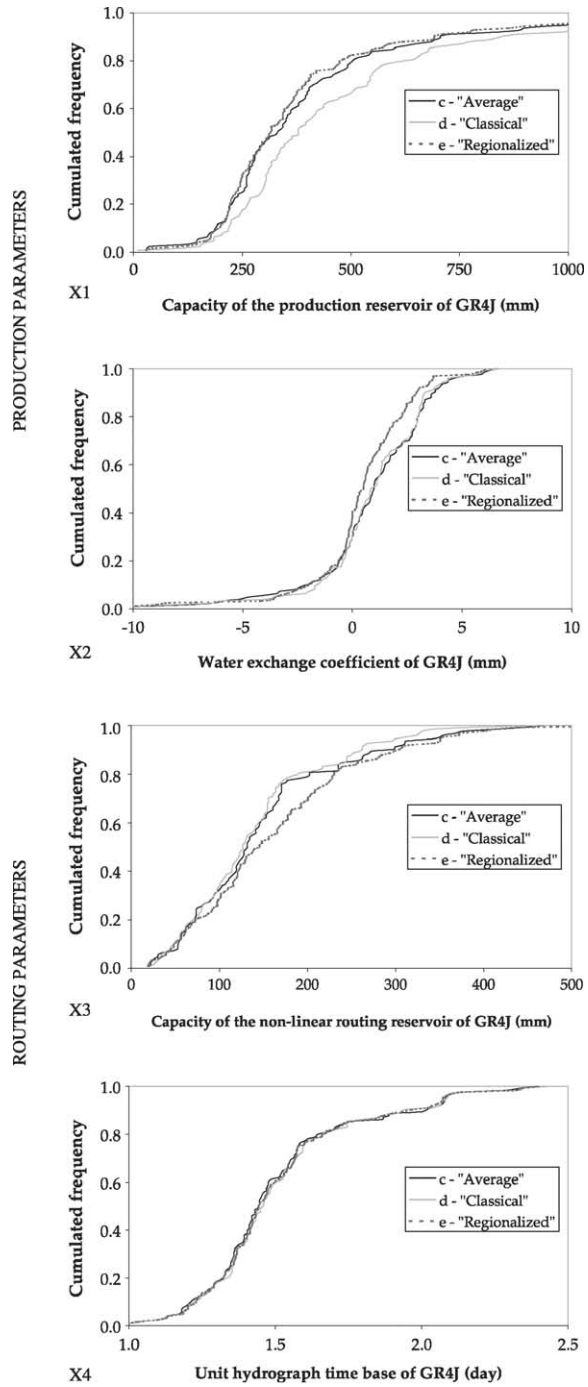 PRODUCTION PARAMETERS
Cumulated frequency
1.0
0.8
0.6
0.4
0.2
0.0
c - "Average"
d - "Classical"
e - "Regionalized"
250
500
750
1000
X1
Capacity of the production reservoir of GR4J (mm)
Cumulated frequency
1.0
0.8
0.6
0.4
0.2
0.0
c - "Average"
d - "Classical"
e - "Regionalized"
-10
-5
0
5
10
X2
Water exchange coefficient of GR4J (mm)
ROUTING PARAMETERS
Cumulated frequency
1.0
0.8
0.6
0.4
0.2
0.0
c - "Average"
d - "Classical"
e - "Regionalized"
0
100
200
300
400
500
X3
Capacity of the non-linear routing reservoir of GR4J (mm)
Cumulated frequency
1.0
0.8
0.6
0.4
0.2
0.0
c - "Average"
d - "Classical"
e - "Regionalized"
1.0
1.5
2.0
2.5
X4
Unit hydrograph time base of GR4J (day)